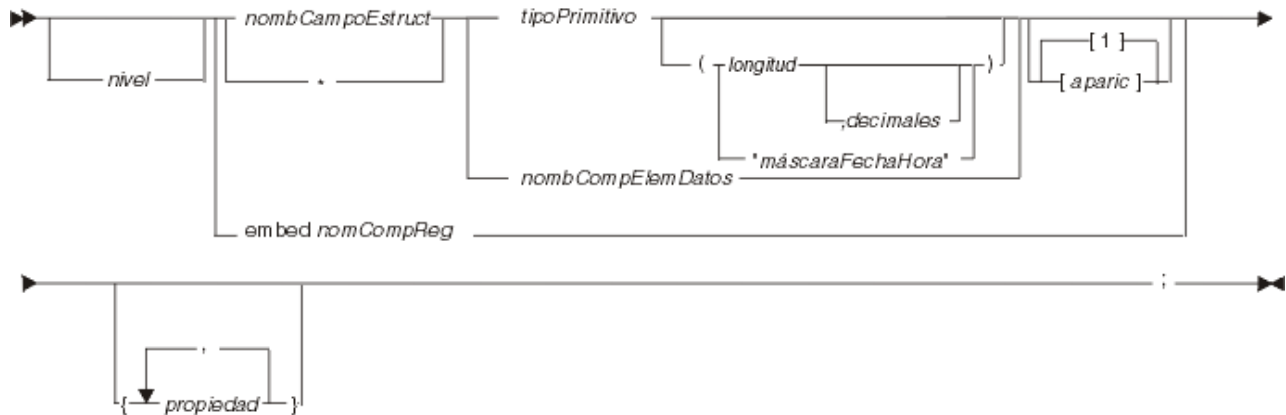 nombCampoEstruct tipoPrimitivo
[ 1 ]
nivel * ( longitud ) [ aparic ]
,decimales
"máscaraFechaHora"
nombCompElemDatos
embed nomCompReg
;
,
{ propiedad }